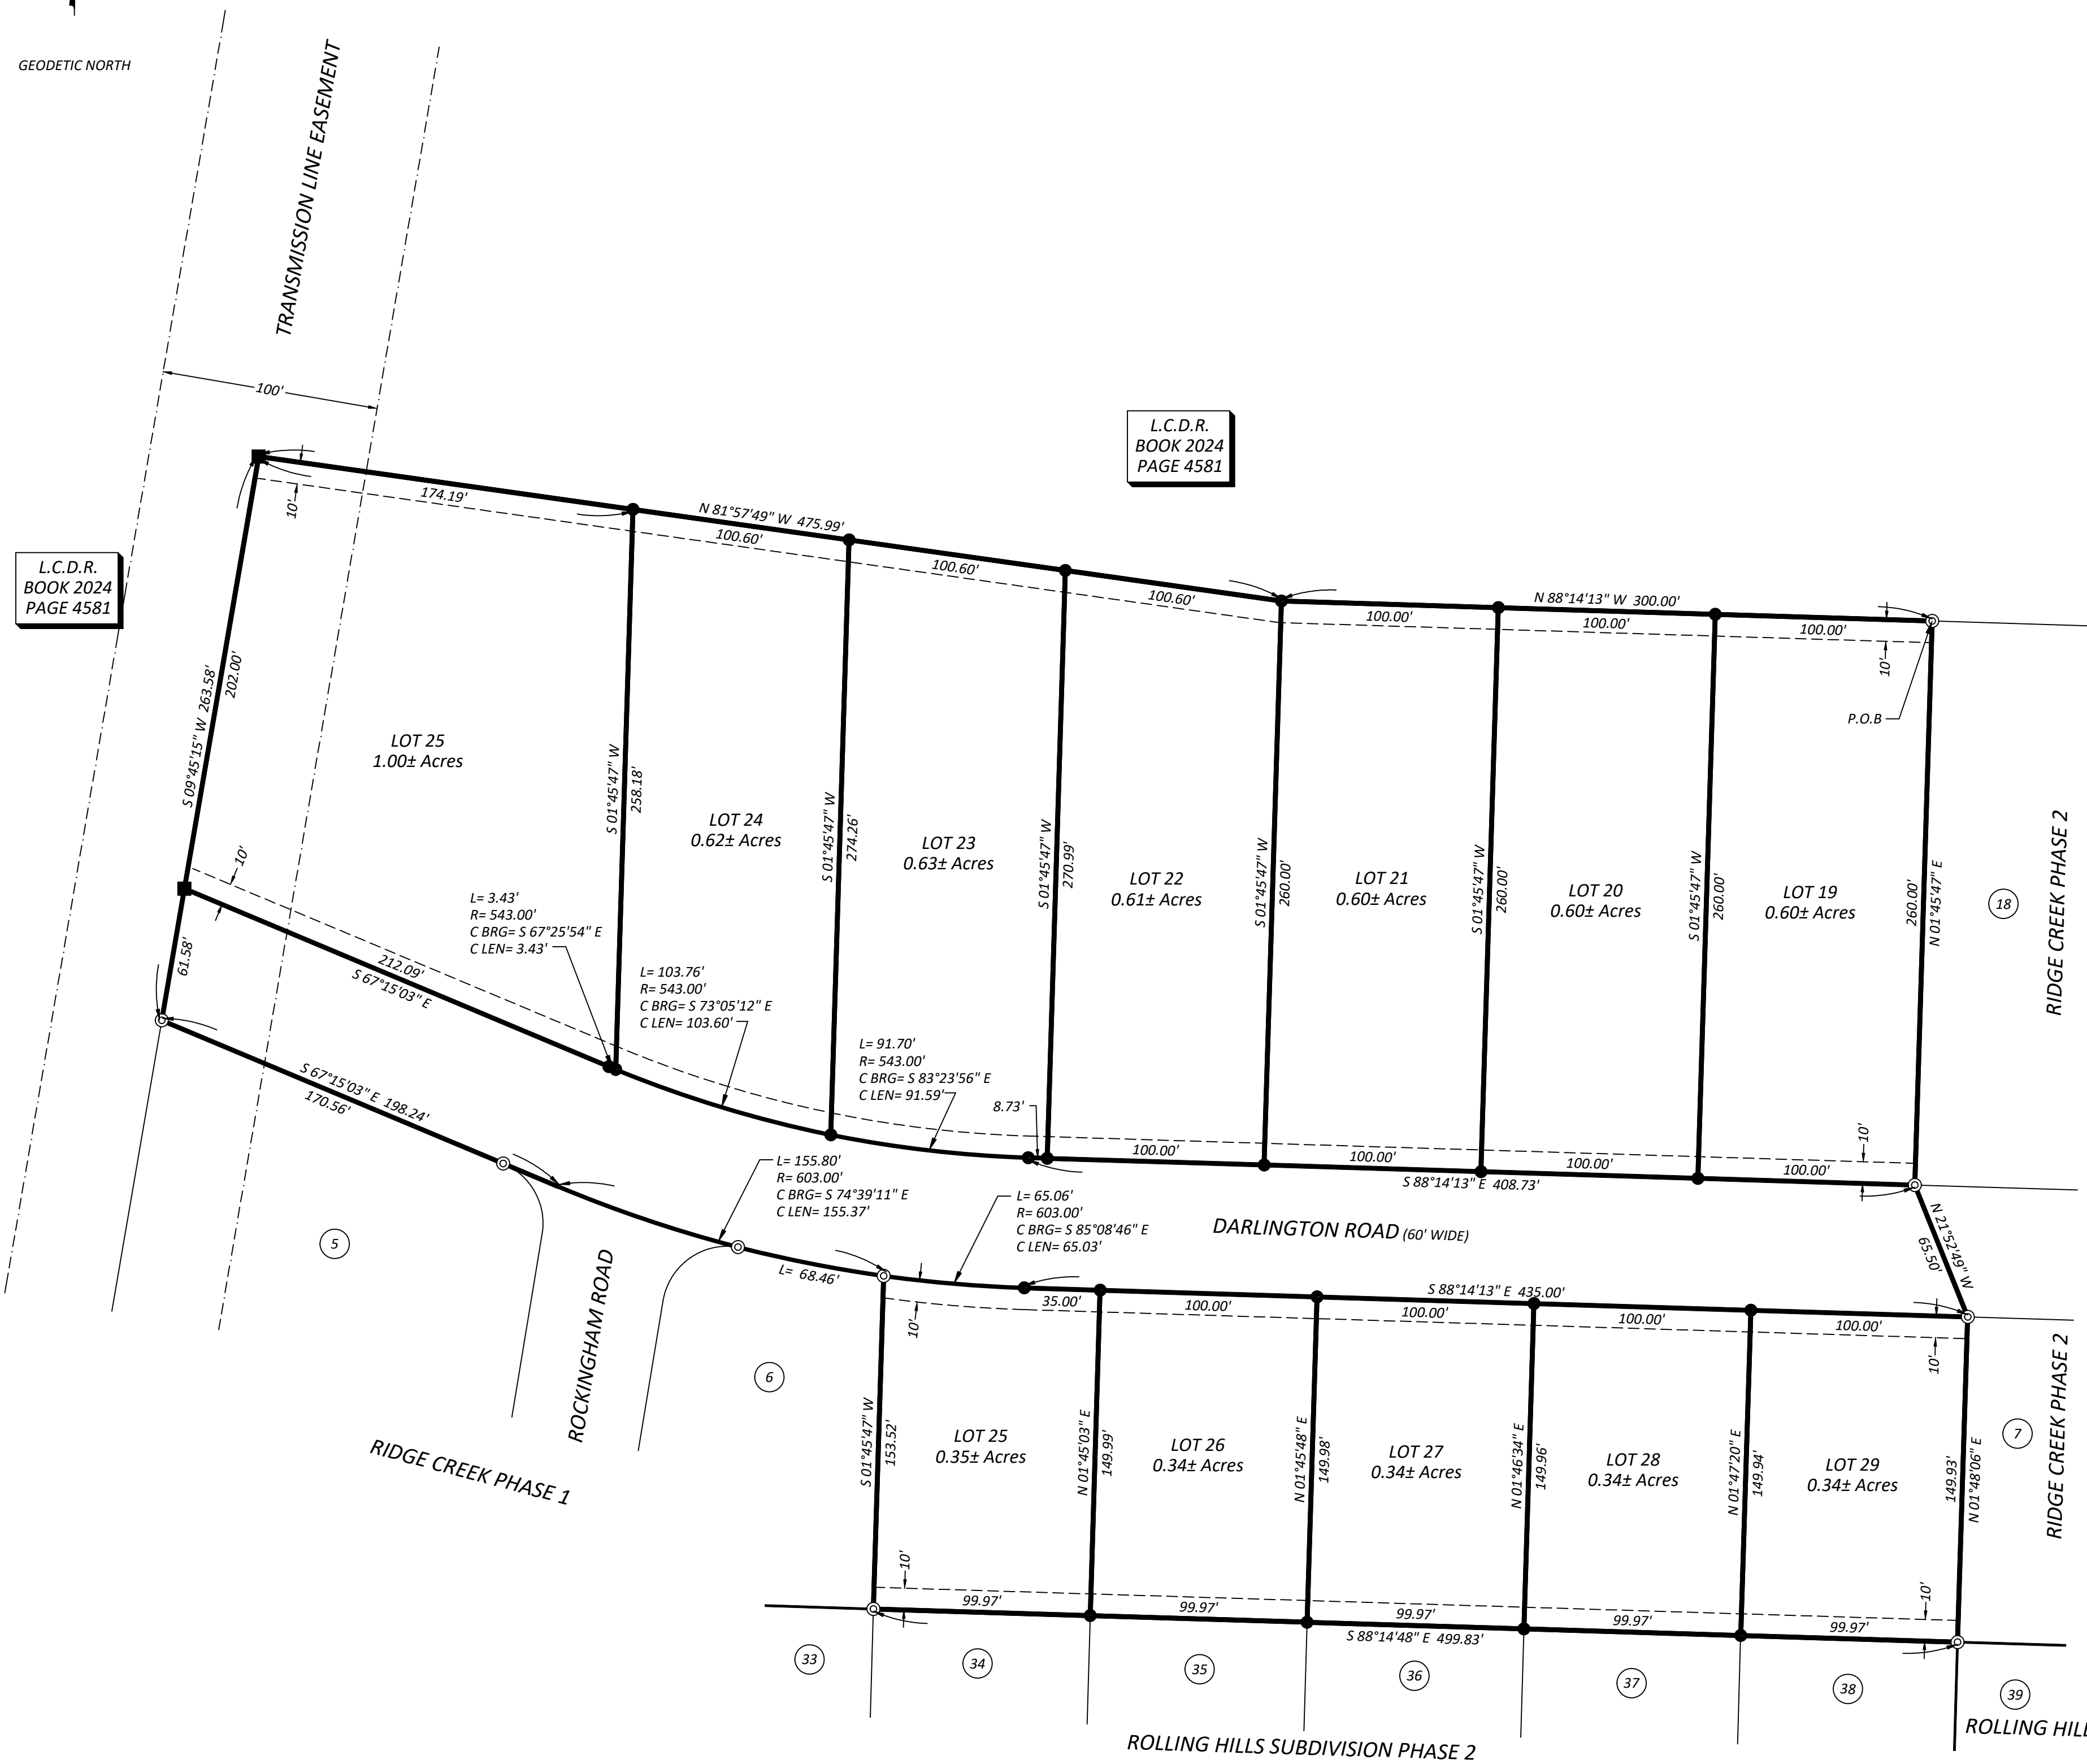 GEODETIC NORTH
TRANSMISSION LINE EASEMENT
100'
L.C.D.R.
BOOK 2024
PAGE 4581
L.C.D.R.
BOOK 2024
PAGE 4581
10'
174.19'
N 81°57'49" W 475.99'
100.60'
100.60'
100.60'
N 88°14'13" W 300.00'
100.00'
100.00'
100.00'
10'
P.O.B
S 09°45'15" W 263.58'
202.00'
LOT 25
1.00± Acres
S 01°45'47" W
258.18'
LOT 24
0.62± Acres
S 01°45'47" W
274.26'
LOT 23
0.63± Acres
S 01°45'47" W
270.99'
LOT 22
0.61± Acres
S 01°45'47" W
260.00'
LOT 21
0.60± Acres
S 01°45'47" W
260.00'
LOT 20
0.60± Acres
S 01°45'47" W
260.00'
LOT 19
0.60± Acres
260.00'
N 01°45'47" E
18
RIDGE CREEK PHASE 2
10'
61.58'
212.09'
S 67°15'03" E
L= 3.43'
R= 543.00'
C BRG= S 67°25'54" E
C LEN= 3.43'
L= 103.76'
R= 543.00'
C BRG= S 73°05'12" E
C LEN= 103.60'
L= 91.70'
R= 543.00'
C BRG= S 83°23'56" E
C LEN= 91.59'
8.73'
100.00'
100.00'
100.00'
100.00'
10'
S 88°14'13" E 408.73'
S 67°15'03" E 198.24'
170.56'
L= 155.80'
R= 603.00'
C BRG= S 74°39'11" E
C LEN= 155.37'
L= 65.06'
R= 603.00'
C BRG= S 85°08'46" E
C LEN= 65.03'
DARLINGTON ROAD (60' WIDE)
N 21°52'49" W
65.50'
5
ROCKINGHAM ROAD
L= 68.46'
6
10'
35.00'
100.00'
100.00'
S 88°14'13" E 435.00'
100.00'
100.00'
10'
RIDGE CREEK PHASE 1
S 01°45'47" W
153.52'
LOT 25
0.35± Acres
N 01°45'03" E
149.99'
LOT 26
0.34± Acres
N 01°45'48" E
149.98'
LOT 27
0.34± Acres
N 01°46'34" E
149.96'
LOT 28
0.34± Acres
N 01°47'20" E
149.94'
LOT 29
0.34± Acres
149.93'
N 01°48'06" E
7
RIDGE CREEK PHASE 2
10'
99.97'
99.97'
99.97'
99.97'
99.97'
10'
S 88°14'48" E 499.83'
33
34
35
36
37
38
39
ROLLING HILLS SUBDIVISION PHASE 2
ROLLING HILL